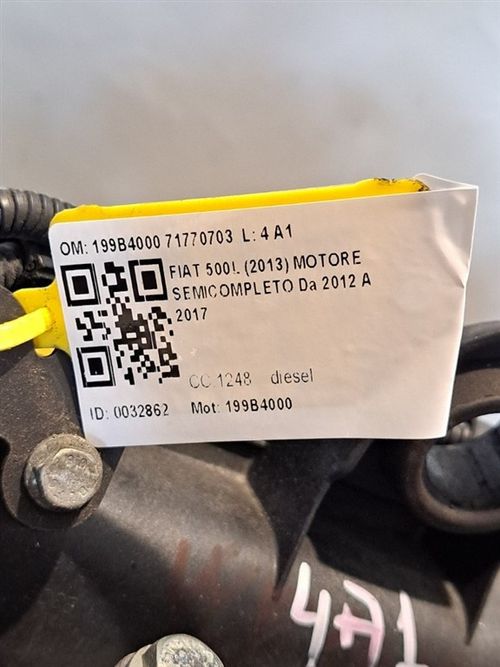 OM: 199B4000 71770703 L: 4 A1
FIAT 500L (2013) MOTORE
SEMICOMPLETO Da 2012 A
2017
CC.1248 diesel
ID: 0032862 Mot: 199B4000
4A1